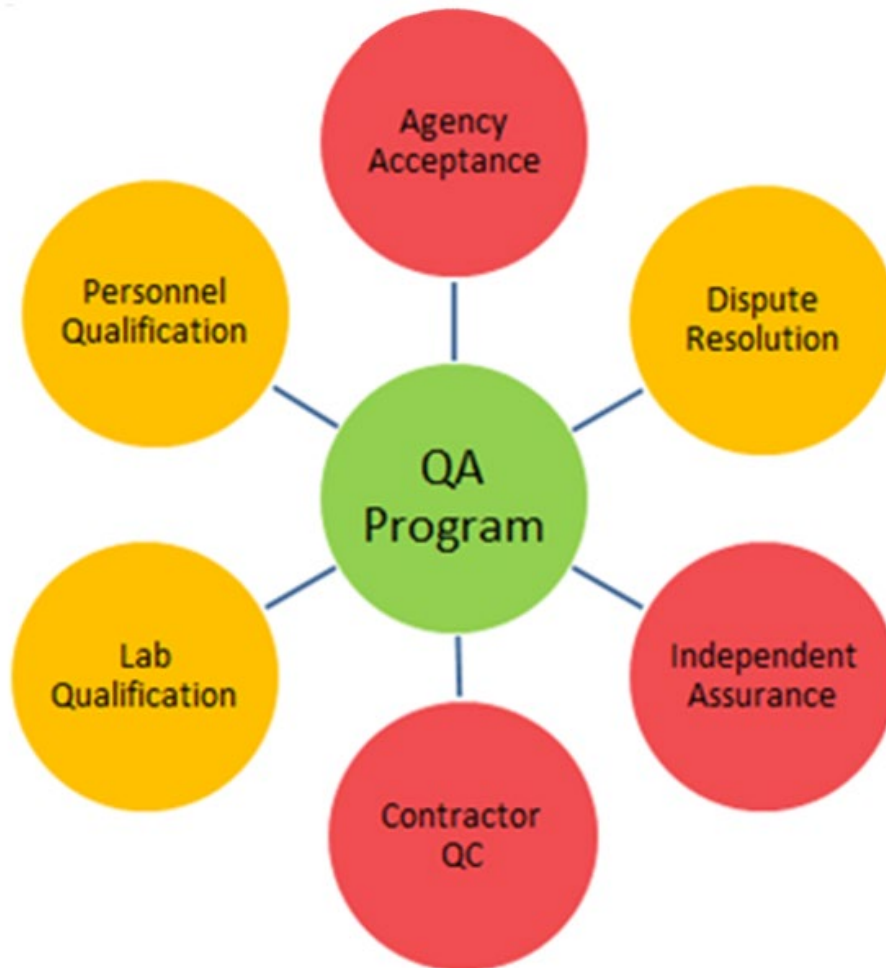 Agency
Acceptance
Personnel
Qualification
Dispute
Resolution
QA
Program
Lab
Qualification
Independent
Assurance
Contractor
QC